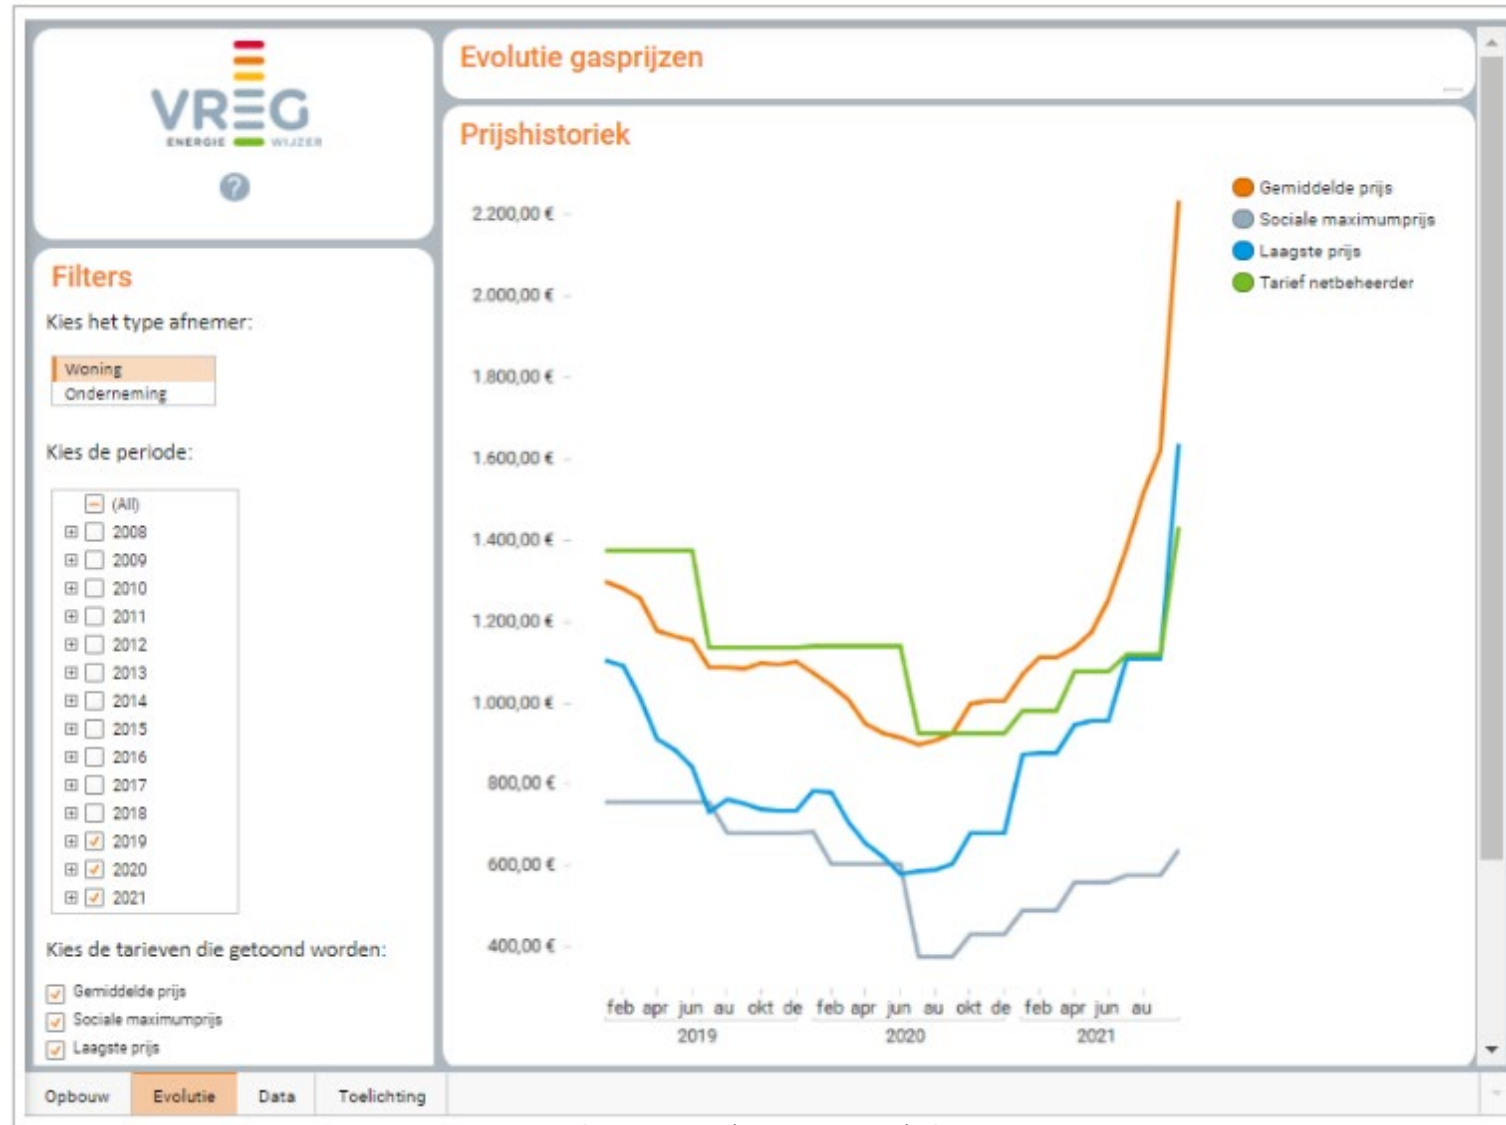 VREG
ENERGIE WIJZER
?
Filters
Kies het type afnemer:
Woning
Onderneming
Kies de periode:
(All)
2008
2009
2010
2011
2012
2013
2014
2015
2016
2017
2018
2019
2020
2021
Kies de tarieven die getoond worden:
Gemiddelde prijs
Sociale maximumprijs
Laagste prijs
Evolutie gasprijzen
Prijshistoriek
Gemiddelde prijs
Sociale maximumprijs
Laagste prijs
Tarief netbeheerder
2.200,00 €
2.000,00 €
1.800,00 €
1.600,00 €
1.400,00 €
1.200,00 €
1.000,00 €
800,00 €
600,00 €
400,00 €
feb apr jun au okt de feb apr jun au okt de feb apr jun au
2019 2020 2021
Opbouw Evolutie Data Toelichting